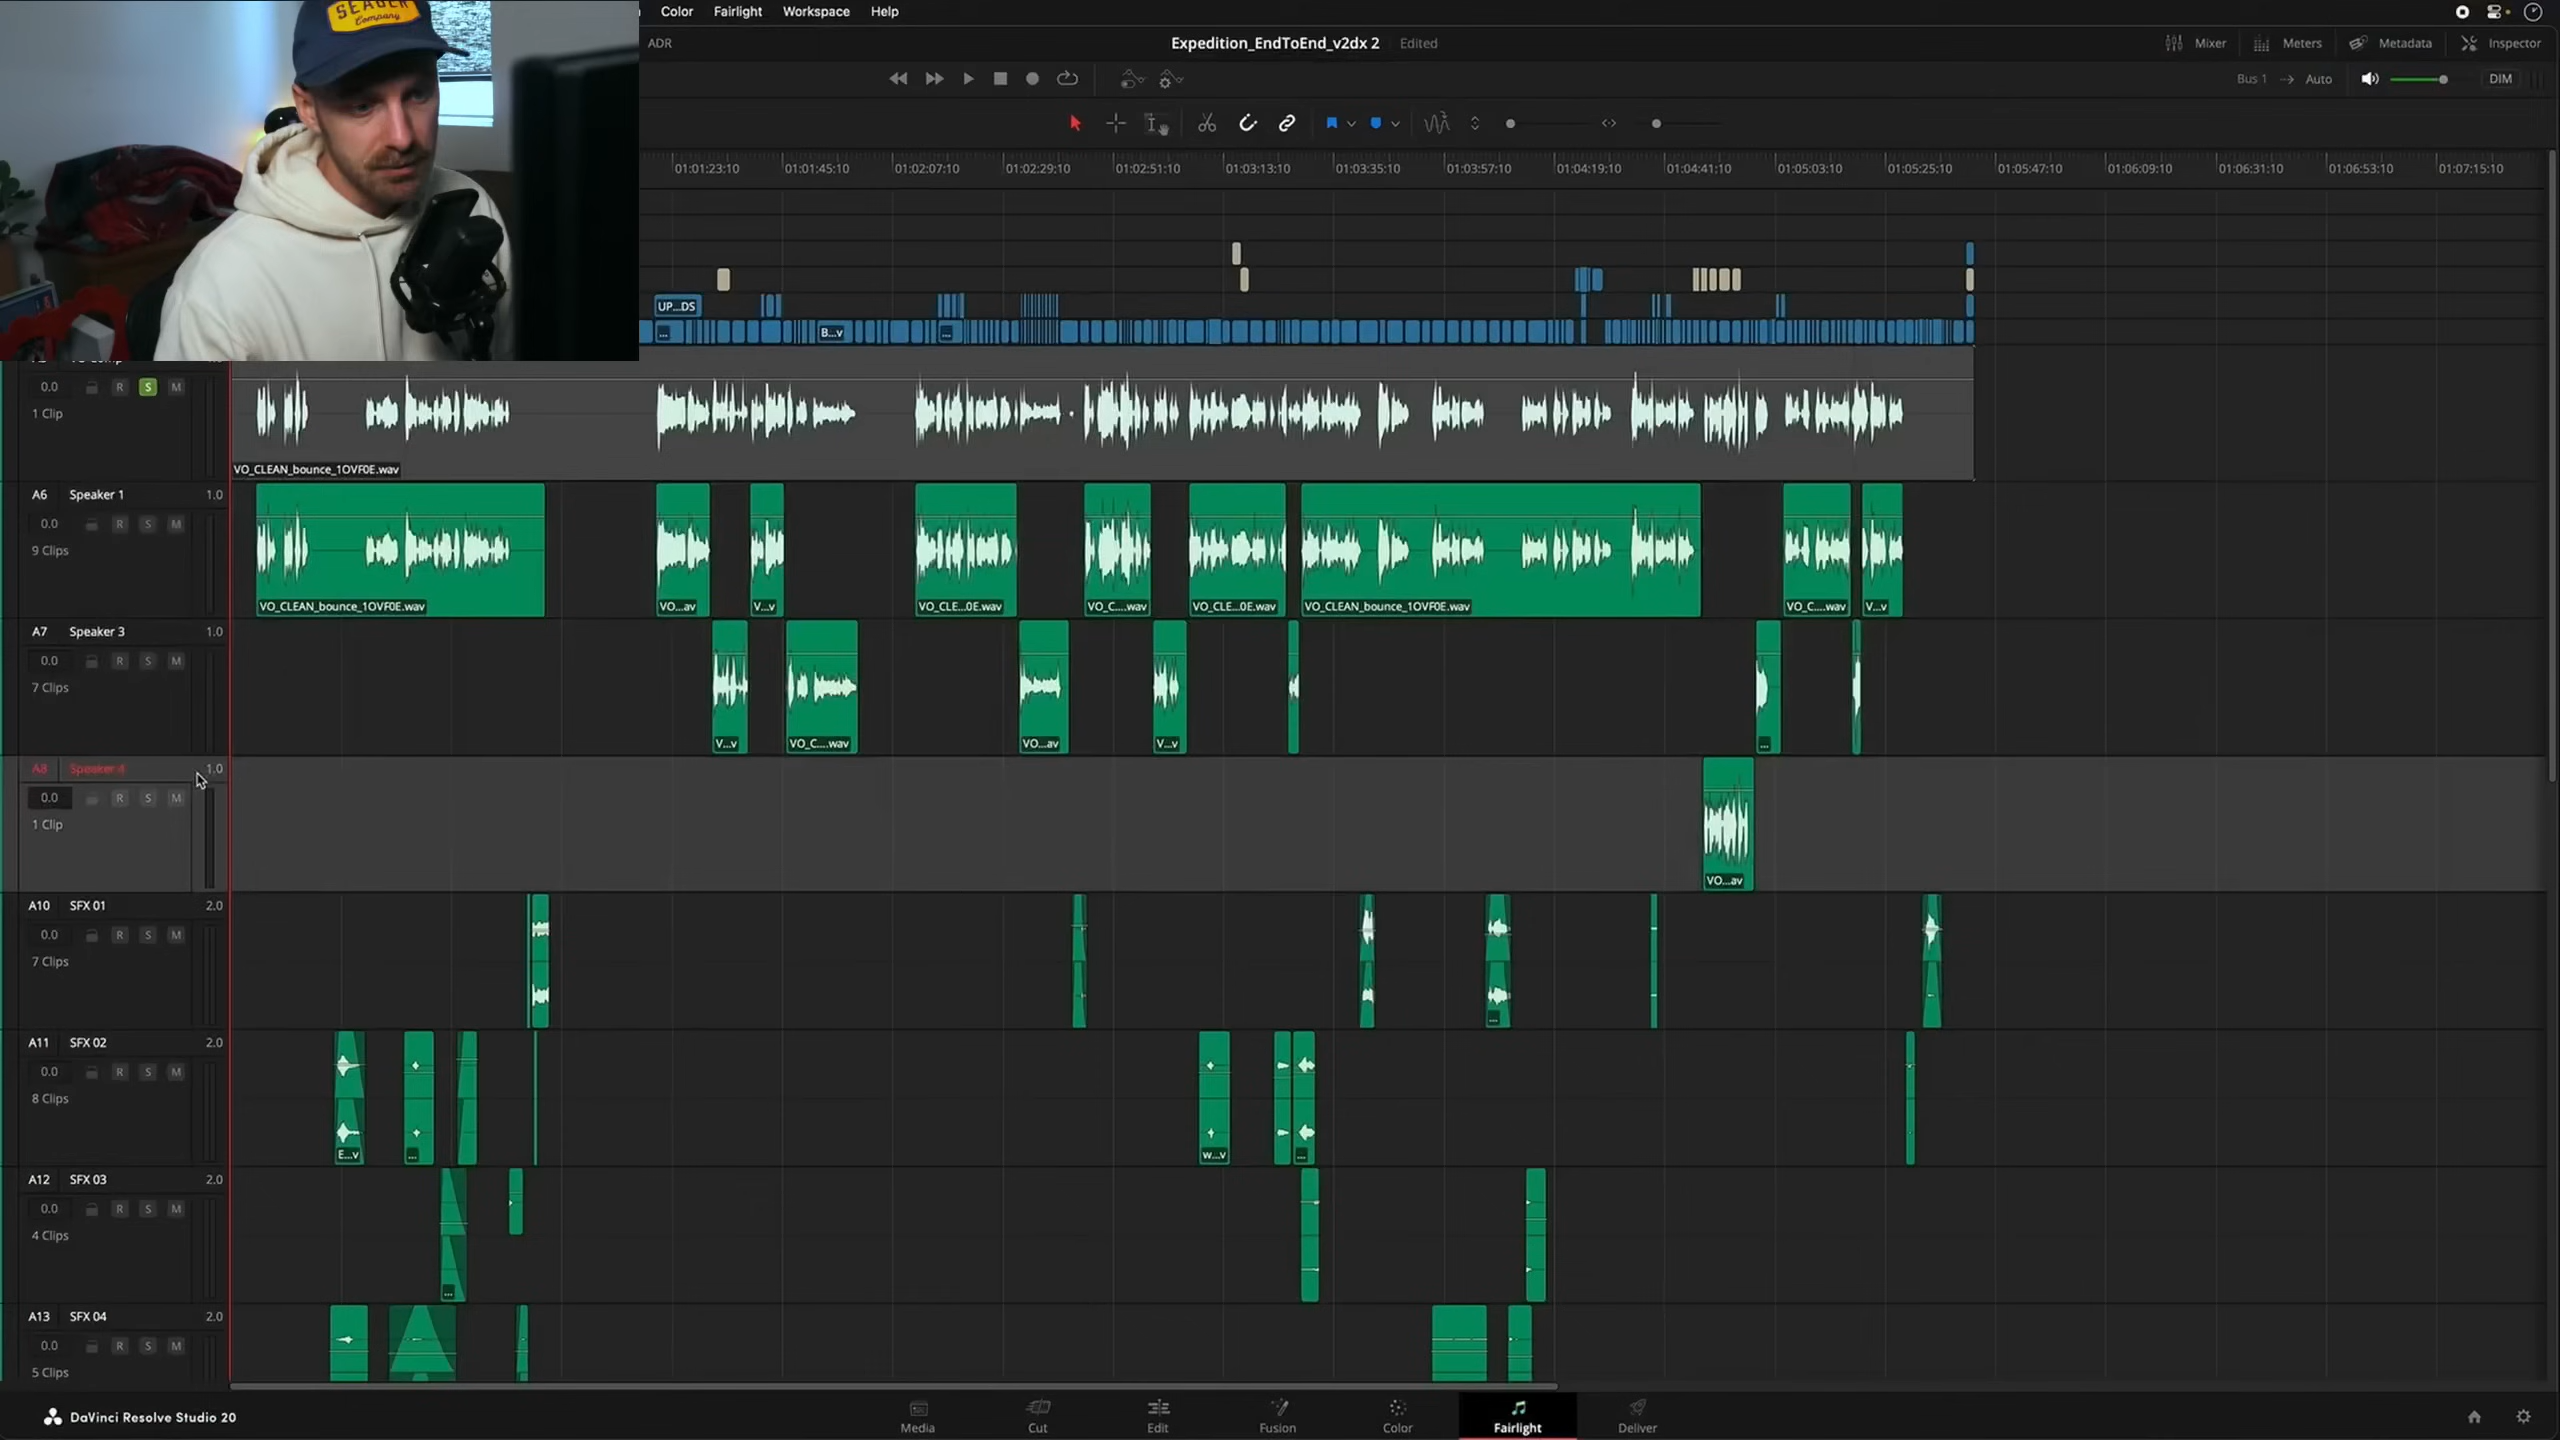 SEAGER
Company
Color Fairlight Workspace Help
ADR
Expedition_EndToEnd_v2dx 2 Edited
Mixer Meters Metadata Inspector
Bus 1 Auto DIM
01:01:23:10 01:01:45:10 01:02:07:10 01:02:29:10 01:02:51:10 01:03:13:10 01:03:35:10 01:03:57:10 01:04:19:10 01:04:41:10 01:05:03:10 01:05:25:10 01:05:47:10 01:06:09:10 01:06:31:10 01:06:53:10 01:07:15:10
UP...DS
... B...v ...
0.0 R S M
1 Clip
VO_CLEAN_bounce_1OVF0E.wav
A6 Speaker 1 1.0
0.0 R S M
9 Clips
VO_CLEAN_bounce_1OVF0E.wav VO...av V...v VO_CLE...0E.wav VO_C....wav VO_CLE...0E.wav VO_CLEAN_bounce_1OVF0E.wav VO_C....wav V...v
A7 Speaker 3 1.0
0.0 R S M
7 Clips
V...v VO_C....wav VO...av V...v ...
A8 Speaker 4 1.0
0.0 R S M
1 Clip
VO...av
A10 SFX 01 2.0
0.0 R S M
7 Clips
...
A11 SFX 02 2.0
0.0 R S M
8 Clips
E...v ... w...v ...
A12 SFX 03 2.0
0.0 R S M
4 Clips
...
A13 SFX 04 2.0
0.0 R S M
5 Clips
DaVinci Resolve Studio 20
Media Cut Edit Fusion Color Fairlight Deliver